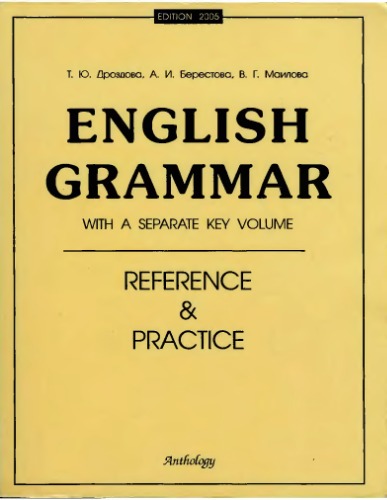 EDITION 2005
Т. Ю. Дроздова, А. И. Берестова, В. Г. Маилова
ENGLISH
GRAMMAR
WITH A SEPARATE KEY VOLUME
REFERENCE
&
PRACTICE
Anthology